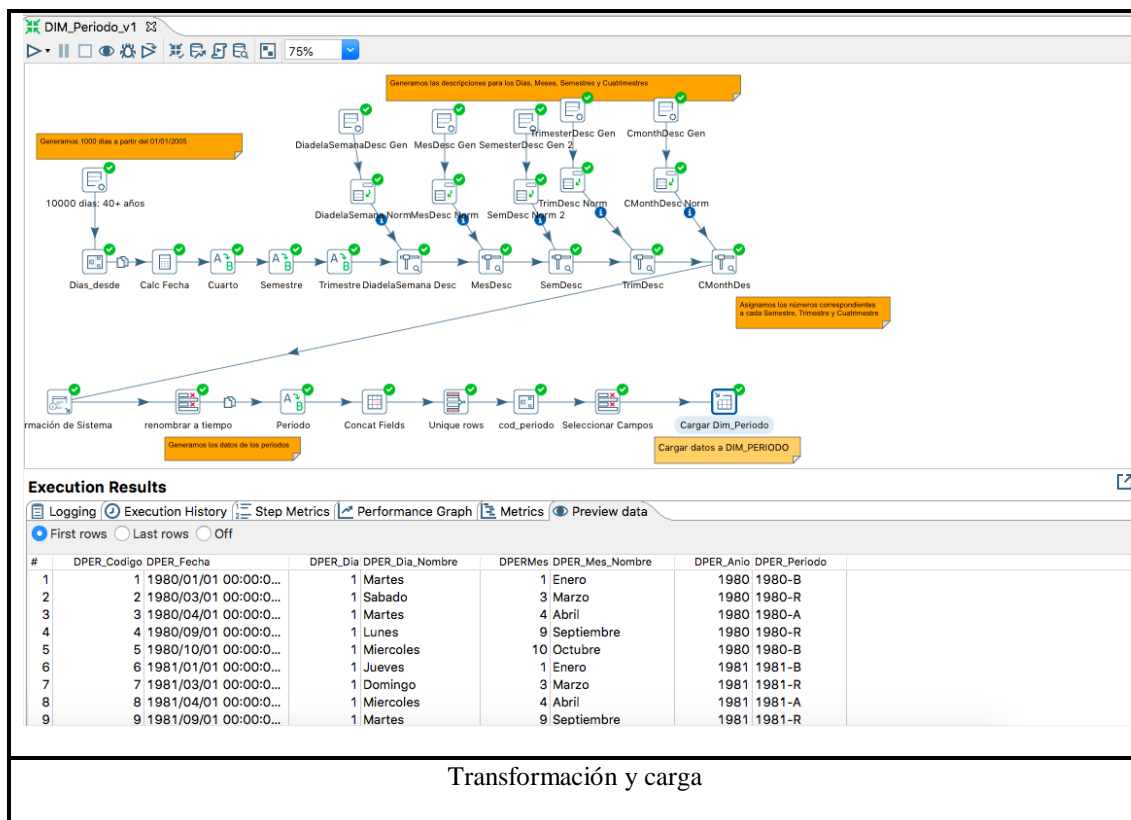 DIM_Periodo_v1
75%
Generamos las descripciones para los Dias, Meses, Semestres y Cuatrimestres
Generamos 1000 dias a partir del 01/01/2005
DiadelaSemanaDesc Gen
MesDesc Gen
SemesterDesc Gen 2
TrimesterDesc Gen
CmonthDesc Gen
10000 dias: 40+ años
DiadelaSemana Norm
MesDesc Norm
SemDesc Norm 2
TrimDesc Norm
CMonthDesc Norm
Dias_desde
Calc Fecha
Cuarto
Semestre
Trimestre
DiadelaSemana Desc
MesDesc
SemDesc
TrimDesc
CMonthDes
Asignamos los números correspondientes
a cada Semestre, Trimestre y Cuatrimestre
rmación de Sistema
renombrar a tiempo
Periodo
Concat Fields
Unique rows
cod_periodo
Seleccionar Campos
Cargar Dim_Periodo
Generamos los datos de los periodos
Cargar datos a DIM_PERIODO
Execution Results
Logging Execution History Step Metrics Performance Graph Metrics Preview data
First rows Last rows Off
# DPER_Codigo DPER_Fecha DPER_Dia DPER_Dia_Nombre DPERMes DPER_Mes_Nombre DPER_Anio DPER_Periodo
1 1 1980/01/01 00:00:0... 1 Martes 1 Enero 1980 1980-B
2 2 1980/03/01 00:00:0... 1 Sabado 3 Marzo 1980 1980-R
3 3 1980/04/01 00:00:0... 1 Martes 4 Abril 1980 1980-A
4 4 1980/09/01 00:00:0... 1 Lunes 9 Septiembre 1980 1980-R
5 5 1980/10/01 00:00:0... 1 Miercoles 10 Octubre 1980 1980-B
6 6 1981/01/01 00:00:0... 1 Jueves 1 Enero 1981 1981-B
7 7 1981/03/01 00:00:0... 1 Domingo 3 Marzo 1981 1981-R
8 8 1981/04/01 00:00:0... 1 Miercoles 4 Abril 1981 1981-A
9 9 1981/09/01 00:00:0... 1 Martes 9 Septiembre 1981 1981-R
Transformación y carga